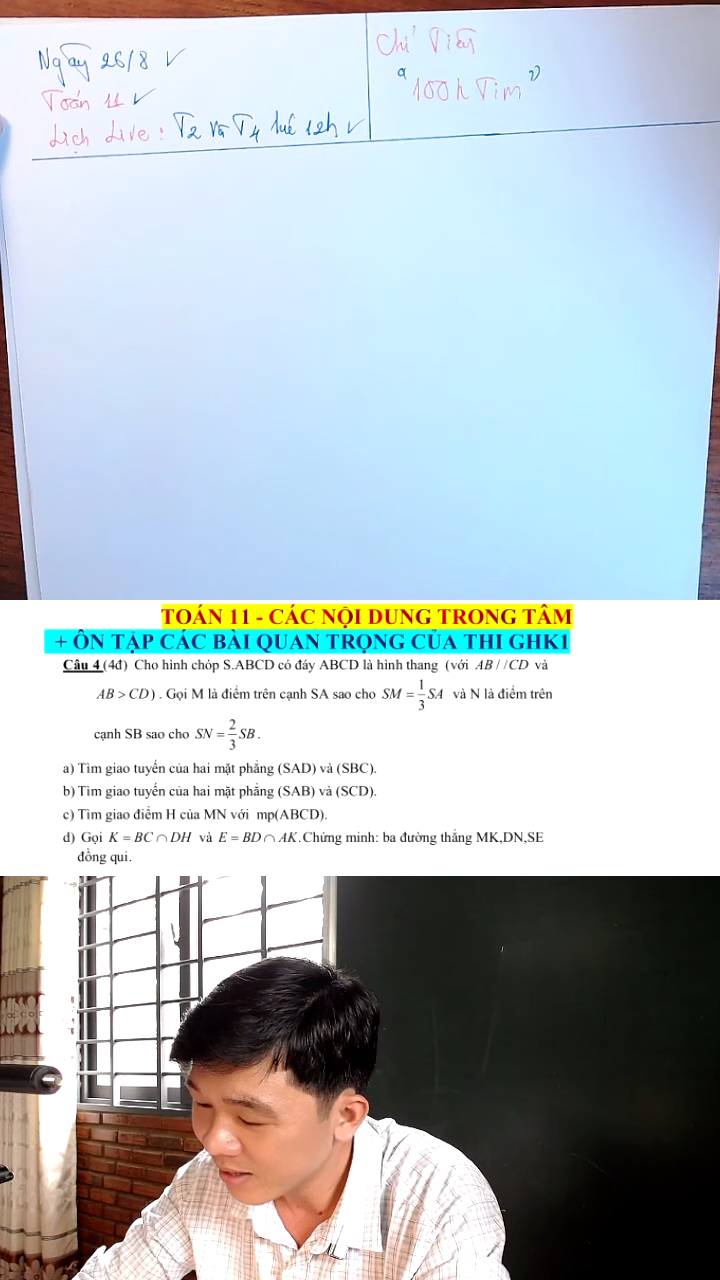 Ngày 26/8 ✓
Toán 11 ✓
Lịch Live: T2 và T4 lúc 12h ✓
Chỉ Tiêu
"100k Tim"
TOÁN 11 - CÁC NỘI DUNG TRONG TÂM
+ ÔN TẬP CÁC BÀI QUAN TRỌNG CỦA THI GHK1
Câu 4 (4đ) Cho hình chóp S.ABCD có đáy ABCD là hình thang (với AB//CD và
AB > CD). Gọi M là điểm trên cạnh SA sao cho SM = 1/3 SA và N là điểm trên
cạnh SB sao cho SN = 2/3 SB.
a) Tìm giao tuyến của hai mặt phẳng (SAD) và (SBC).
b) Tìm giao tuyến của hai mặt phẳng (SAB) và (SCD).
c) Tìm giao điểm H của MN với mp(ABCD).
d) Gọi K = BC ∩ DH và E = BD ∩ AK.Chứng minh: ba đường thẳng MK,DN,SE
đồng qui.